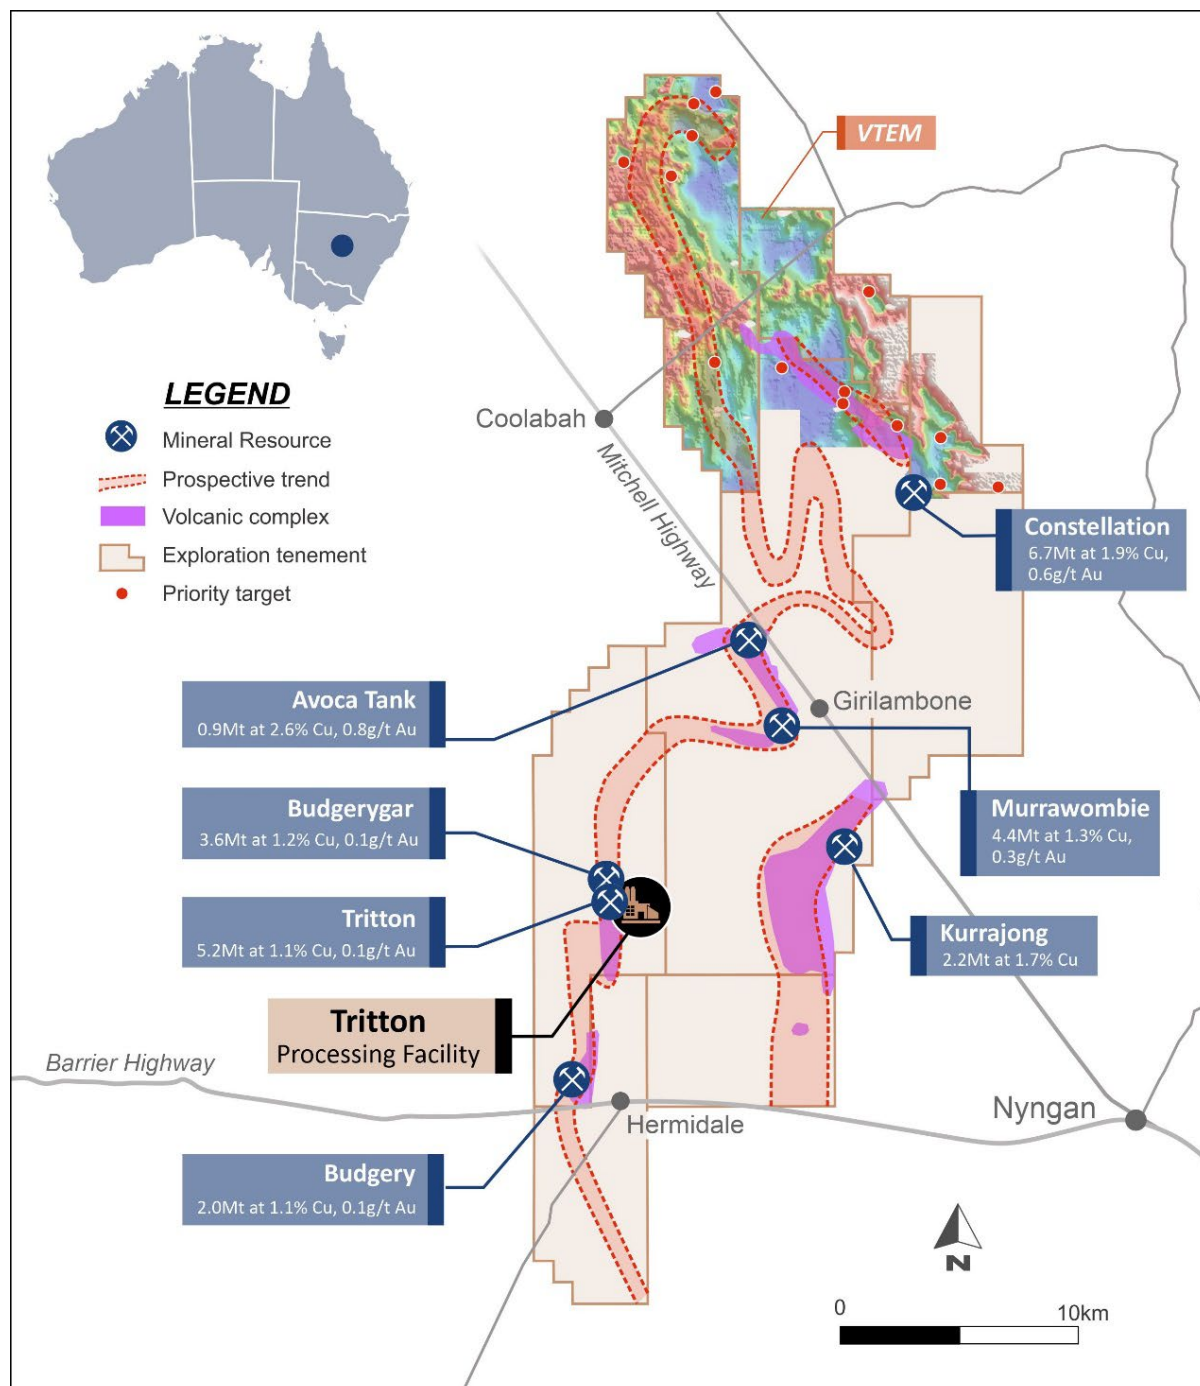 VTEM
LEGEND
Mineral Resource
Prospective trend
Volcanic complex
Exploration tenement
Priority target
Coolabah
Mitchell Highway
Constellation
6.7Mt at 1.9% Cu,
0.6g/t Au
Avoca Tank
0.9Mt at 2.6% Cu, 0.8g/t Au
Girilambone
Budgerygar
3.6Mt at 1.2% Cu, 0.1g/t Au
Murrawombie
4.4Mt at 1.3% Cu,
0.3g/t Au
Tritton
5.2Mt at 1.1% Cu, 0.1g/t Au
Kurrajong
2.2Mt at 1.7% Cu
Tritton
Processing Facility
Barrier Highway
Nyngan
Hermidale
Budgery
2.0Mt at 1.1% Cu, 0.1g/t Au
N
0
10km